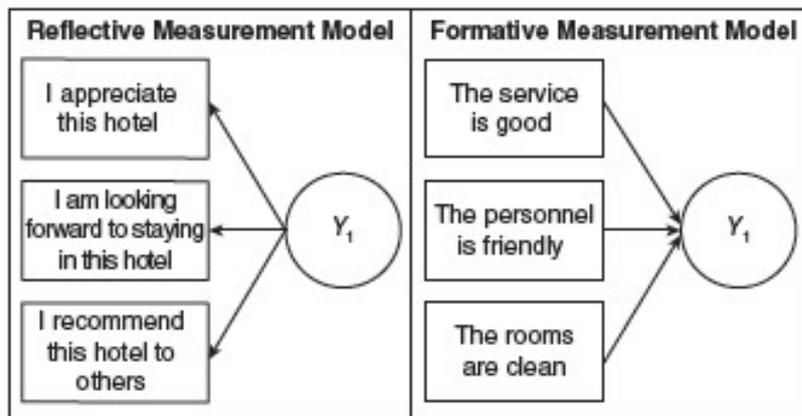 Reflective Measurement Model
I appreciate
this hotel
I am looking
forward to staying
in this hotel
I recommend
this hotel to
others
Y₁
Formative Measurement Model
The service
is good
The personnel
is friendly
The rooms
are clean
Y₁